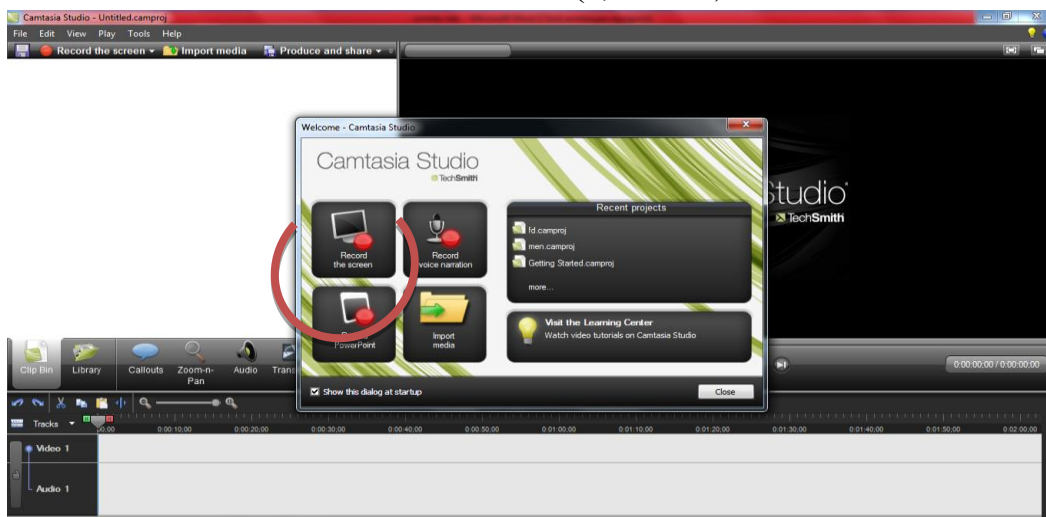 Camtasia Studio - Untitled.camproj
File Edit View Play Tools Help
Record the screen Import media Produce and share
Welcome - Camtasia Studio
Camtasia Studio
TechSmith
Record
the screen
Record
voice narration
PowerPoint
Import
media
Recent projects
fd.camproj
men.camproj
Getting Started.camproj
more...
Visit the Learning Center
Watch video tutorials on Camtasia Studio
Show this dialog at startup
Close
Studio
TechSmith
Clip Bin Library Callouts Zoom-n-
Pan Audio
0:00:00;00 / 0:00:00;00
Tracks
0:00:10;00 0:00:20;00 0:00:30;00 0:00:40;00 0:00:50;00 0:01:00;00 0:01:10;00 0:01:20;00 0:01:30;00 0:01:40;00 0:01:50;00 0:02:00;00
Video 1
Audio 1